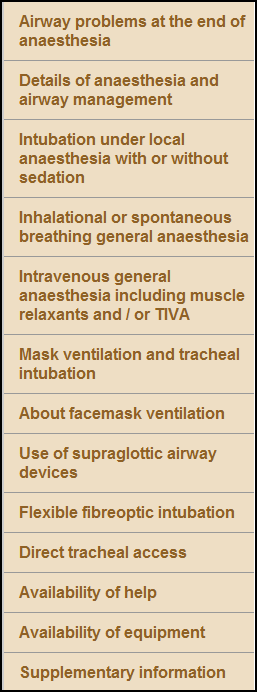 Airway problems at the end of
anaesthesia
Details of anaesthesia and
airway management
Intubation under local
anaesthesia with or without
sedation
Inhalational or spontaneous
breathing general anaesthesia
Intravenous general
anaesthesia including muscle
relaxants and / or TIVA
Mask ventilation and tracheal
intubation
About facemask ventilation
Use of supraglottic airway
devices
Flexible fibreoptic intubation
Direct tracheal access
Availability of help
Availability of equipment
Supplementary information